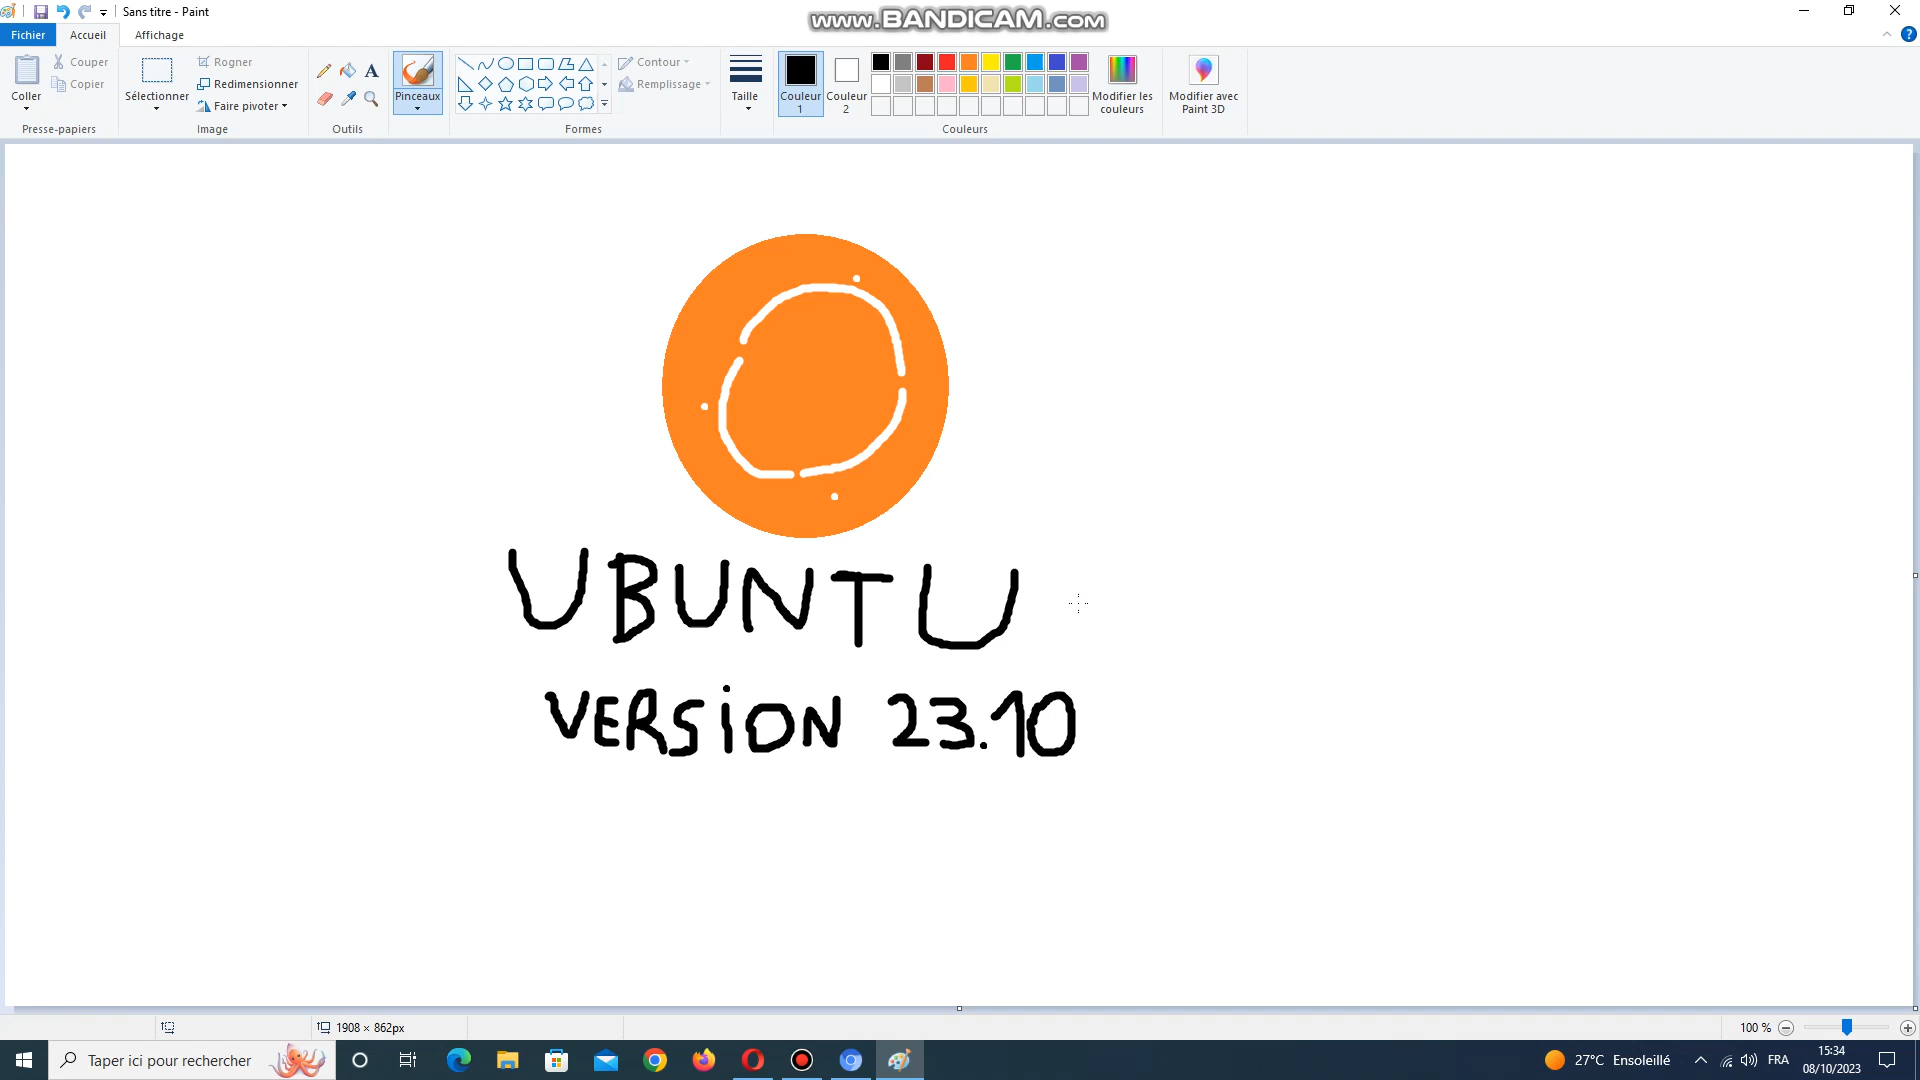 Sans titre - Paint
www.BANDICAM.com
Fichier
Accueil
Affichage
Coller
Couper
Copier
Presse-papiers
Sélectionner
Rogner
Redimensionner
Faire pivoter
Image
A
Outils
Pinceaux
Formes
Contour
Remplissage
Taille
Couleur
1
Couleur
2
Couleurs
Modifier les
couleurs
Modifier avec
Paint 3D
UBUNTU
VERSiON 23.10
1908 × 862px
100 %
Taper ici pour rechercher
27°C Ensoleillé
FRA
15:34
08/10/2023